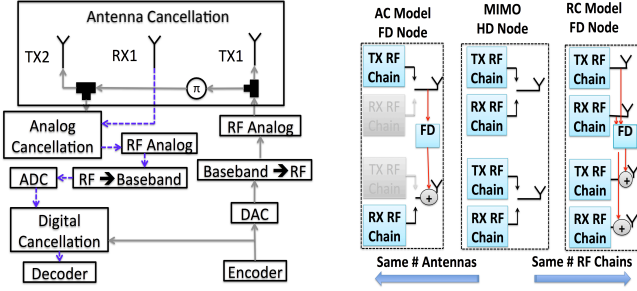 Antenna Cancellation
TX2
RX1
TX1
π
Analog
Cancellation
RF Analog
RF Analog
ADC
RF ➔ Baseband
Baseband ➔ RF
Digital
Cancellation
DAC
Decoder
Encoder
AC Model
FD Node
TX RF
Chain
RX RF
Chain
FD
TX RF
Chain
+
RX RF
Chain
MIMO
HD Node
TX RF
Chain
RX RF
Chain
TX RF
Chain
RX RF
Chain
RC Model
FD Node
TX RF
Chain
RX RF
Chain
FD
TX RF
Chain
+
RX RF
Chain
+
Same # Antennas
Same # RF Chains